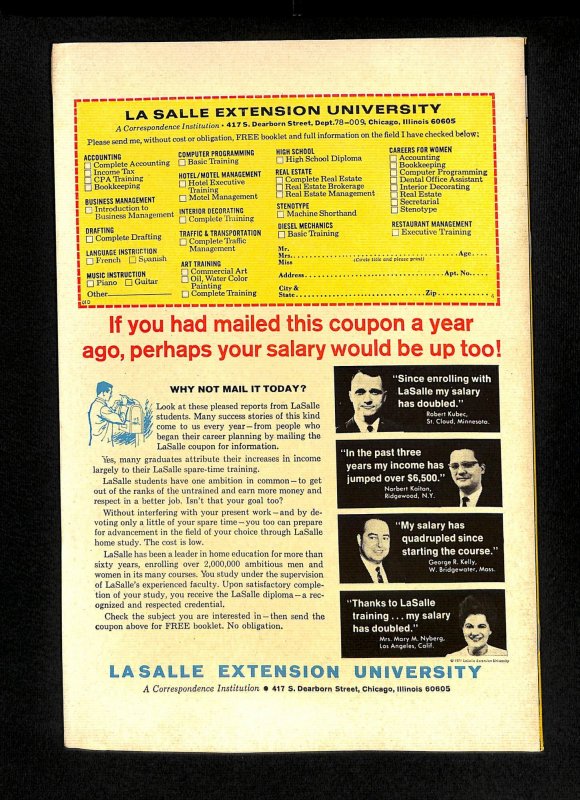 LA SALLE EXTENSION UNIVERSITY
A Correspondence Institution • 417 S. Dearborn Street, Dept. 78-009, Chicago, Illinois 60605
Please send me, without cost or obligation, FREE booklet and full information on the field I have checked below:
ACCOUNTING
Complete Accounting
Income Tax
CPA Training
Bookkeeping
BUSINESS MANAGEMENT
Introduction to
Business Management
DRAFTING
Complete Drafting
LANGUAGE INSTRUCTION
French Spanish
MUSIC INSTRUCTION
Piano Guitar
Other
COMPUTER PROGRAMMING
Basic Training
HOTEL/MOTEL MANAGEMENT
Hotel Executive
Training
Motel Management
INTERIOR DECORATING
Complete Training
TRAFFIC & TRANSPORTATION
Complete Traffic
Management
ART TRAINING
Commercial Art
Oil, Water Color
Painting
Complete Training
HIGH SCHOOL
High School Diploma
REAL ESTATE
Complete Real Estate
Real Estate Brokerage
Real Estate Management
STENOTYPE
Machine Shorthand
DIESEL MECHANICS
Basic Training
CAREERS FOR WOMEN
Accounting
Bookkeeping
Computer Programming
Dental Office Assistant
Interior Decorating
Real Estate
Secretarial
Stenotype
RESTAURANT MANAGEMENT
Executive Training
Mr.
Mrs. Age
Miss (Circle title and please print)
Address Apt. No.
City &
State Zip
If you had mailed this coupon a year
ago, perhaps your salary would be up too!
WHY NOT MAIL IT TODAY?
Look at these pleased reports from LaSalle
students. Many success stories of this kind
come to us every year—from people who
began their career planning by mailing the
LaSalle coupon for information.
Yes, many graduates attribute their increases in income
largely to their LaSalle spare-time training.
LaSalle students have one ambition in common—to get
out of the ranks of the untrained and earn more money and
respect in a better job. Isn't that your goal too?
Without interfering with your present work—and by de-
voting only a little of your spare time—you too can prepare
for advancement in the field of your choice through LaSalle
home study. The cost is low.
LaSalle has been a leader in home education for more than
sixty years, enrolling over 2,000,000 ambitious men and
women in its many courses. You study under the supervision
of LaSalle's experienced faculty. Upon satisfactory comple-
tion of your study, you receive the LaSalle diploma—a rec-
ognized and respected credential.
Check the subject you are interested in—then send the
coupon above for FREE booklet. No obligation.
"Since enrolling with
LaSalle my salary
has doubled."
Robert Kubec,
St. Cloud, Minnesota.
"In the past three
years my income has
jumped over $6,500."
Norbert Kaitan,
Ridgewood, N.Y.
"My salary has
quadrupled since
starting the course."
George R. Kelly,
W. Bridgewater, Mass.
"Thanks to LaSalle
training . . . my salary
has doubled."
Mrs. Mary M. Nyberg,
Los Angeles, Calif.
LaSalle Extension University
LA SALLE EXTENSION UNIVERSITY
A Correspondence Institution • 417 S. Dearborn Street, Chicago, Illinois 60605